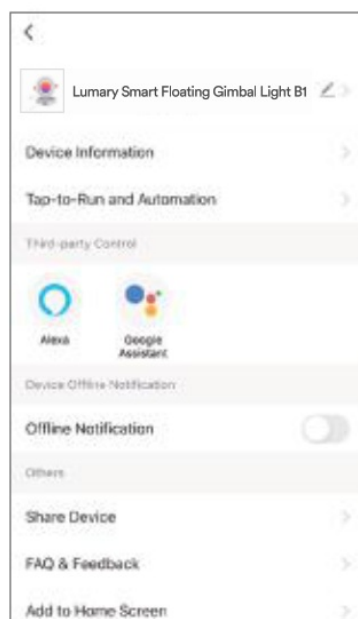 Lumary Smart Floating Gimbal Light B1
Device Information
Tap-to-Run and Automation
Third-party Control
Alexa
Google
Assistant
Device Offline Notification
Offline Notification
Others
Share Device
FAQ & Feedback
Add to Home Screen